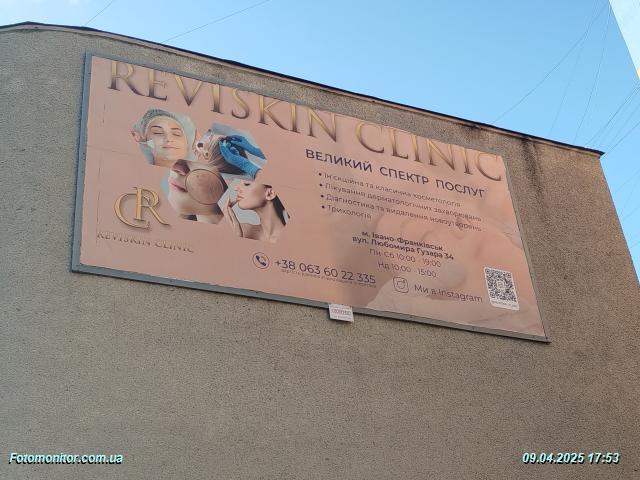 REVISKIN CLINIC
ВЕЛИКИЙ СПЕКТР ПОСЛУГ
• Ін'єкційна та класична косметологія
• Лікування дерматологічних захворювань
• Діагностика та видалення новоутворень
• Трихологія
CR
REVISKIN CLINIC
м. Івано-Франківськ
вул. Любомира Гузара 34
Пн-Сб 10:00 - 19:00
Нд 10:00 - 15:00
+38 063 60 22 335
Ми в Instagram
Fotomonitor.com.ua
09.04.2025 17:53